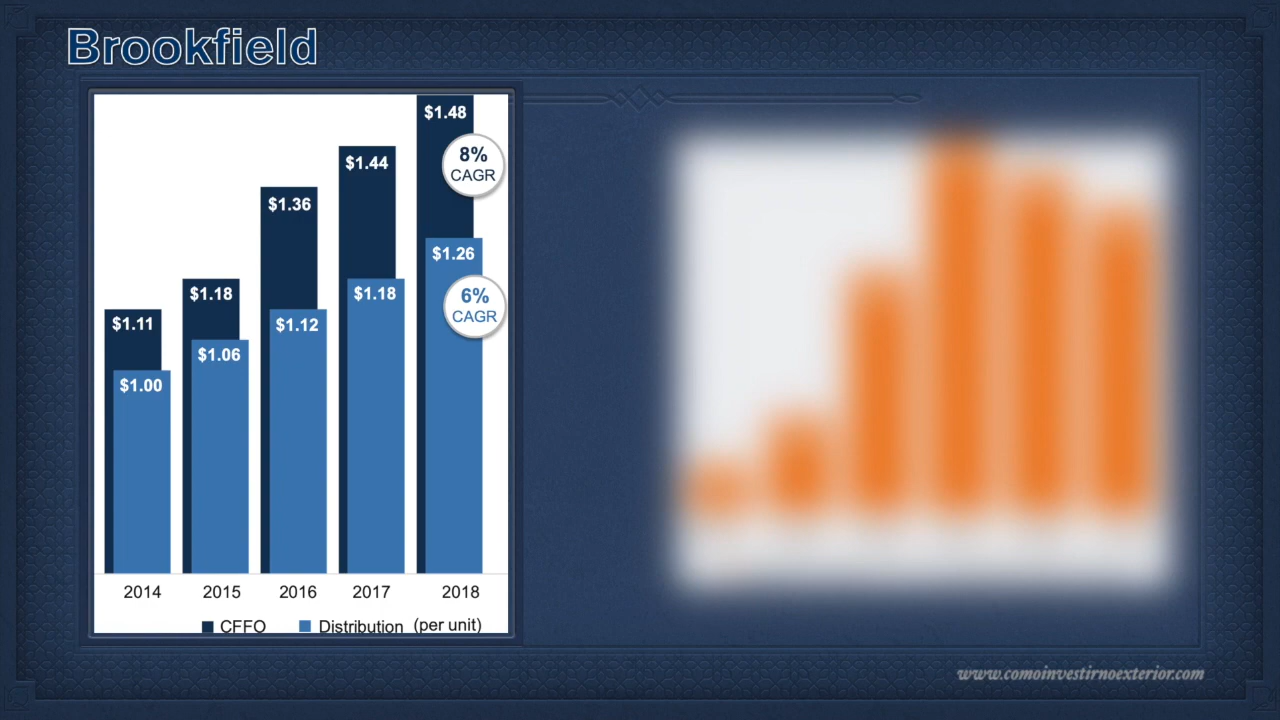 Brookfield
$1.48
8%
CAGR
$1.44
$1.36
$1.26
$1.18
6%
CAGR
$1.18
$1.11
$1.12
$1.06
$1.00
2014 2015 2016 2017 2018
CFFO Distribution (per unit)
www.comoinvestirnoexterior.com